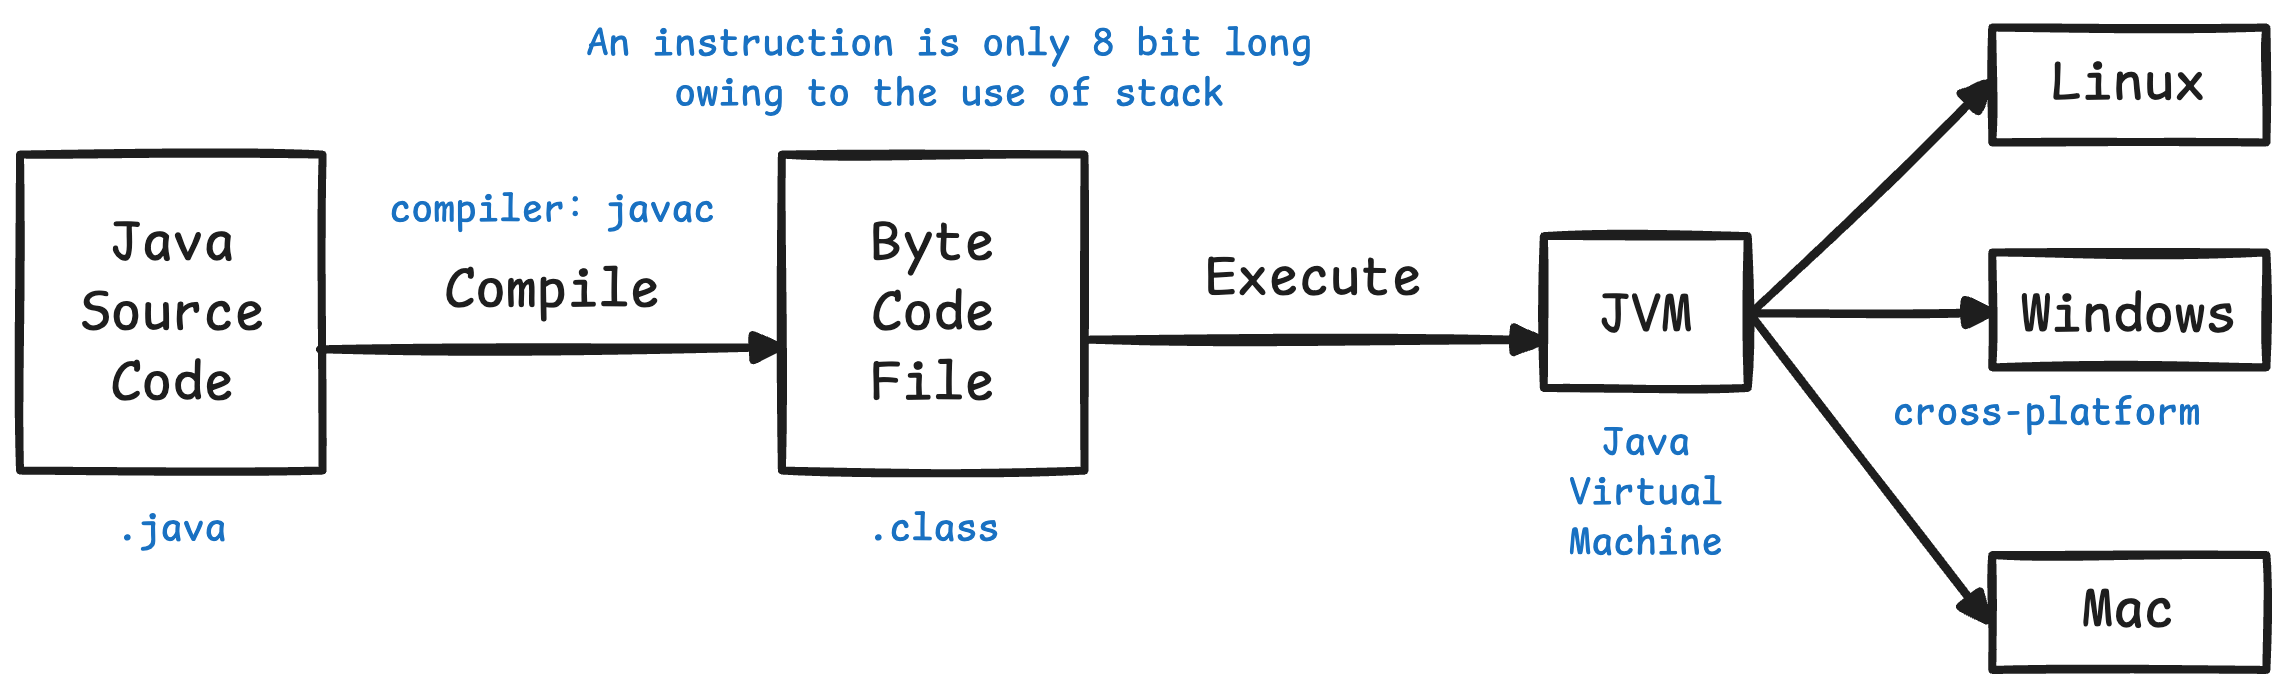 An instruction is only 8 bit long
owing to the use of stack
Java
Source
Code
.java
compiler: javac
Compile
Byte
Code
File
.class
Execute
JVM
Java
Virtual
Machine
Linux
Windows
cross-platform
Mac